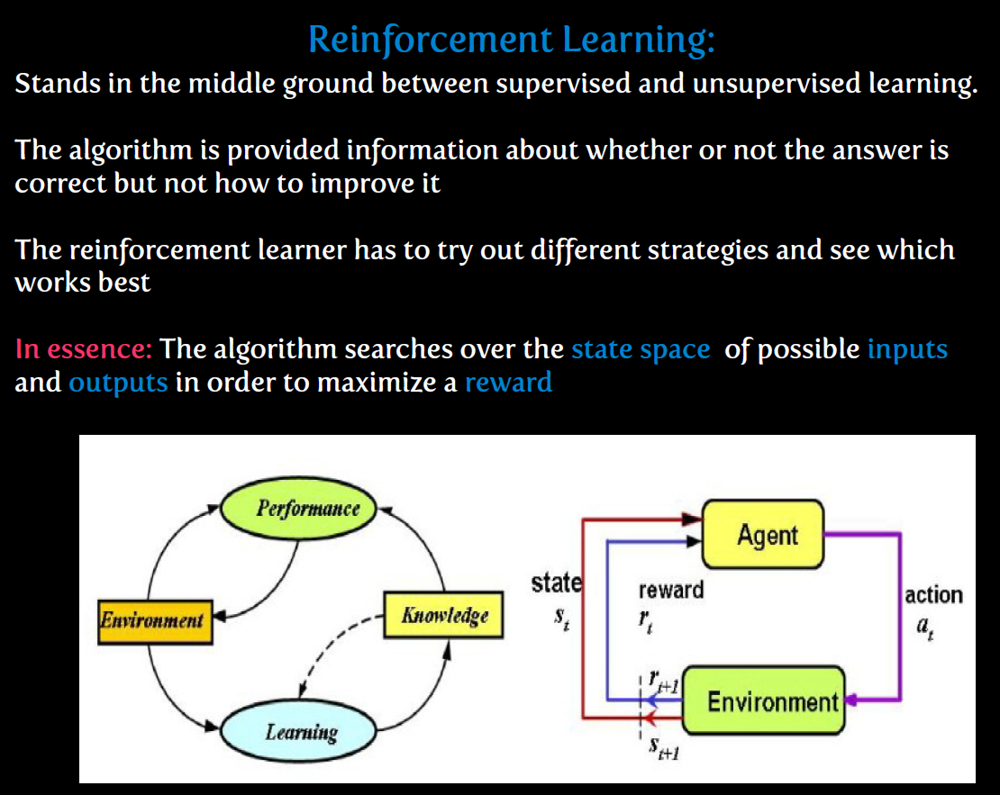 Reinforcement Learning:
Stands in the middle ground between supervised and unsupervised learning.
The algorithm is provided information about whether or not the answer is
correct but not how to improve it
The reinforcement learner has to try out different strategies and see which
works best
In essence: The algorithm searches over the state space of possible inputs
and outputs in order to maximize a reward
Performance
Environment
Knowledge
Learning
Agent
state
s_t
reward
r_t
action
a_t
r_t+1
Environment
s_t+1